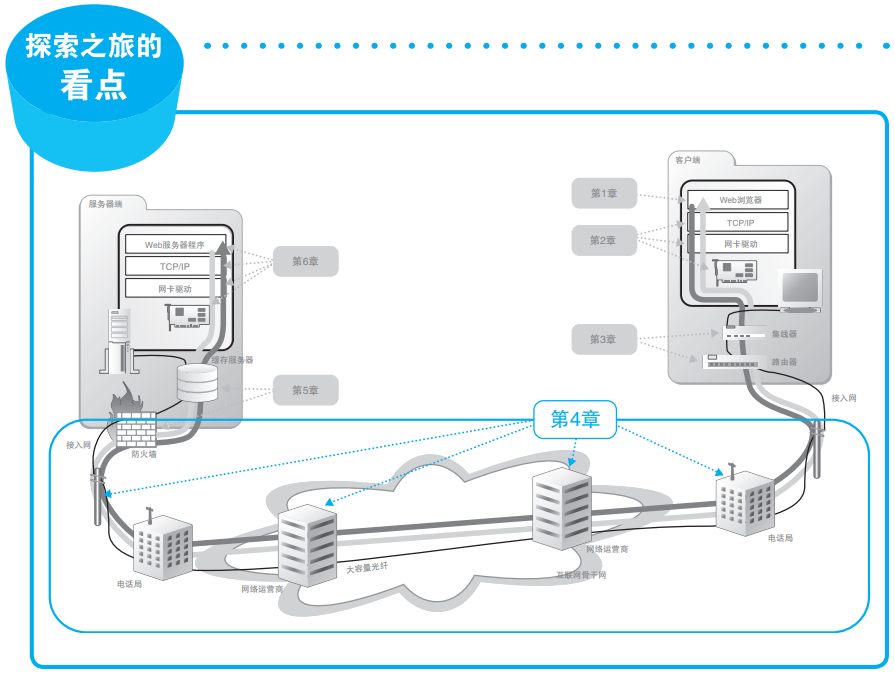 探索之旅的
看点
客户端
第1章
Web浏览器
服务器端
TCP/IP
第2章
网卡驱动
Web服务器程序
第6章
TCP/IP
网卡驱动
第3章
集线器
缓存服务器
路由器
第5章
接入网
第4章
接入网
防火墙
电话局
网络运营商
大容量光纤
互联网骨干网
电话局
网络运营商